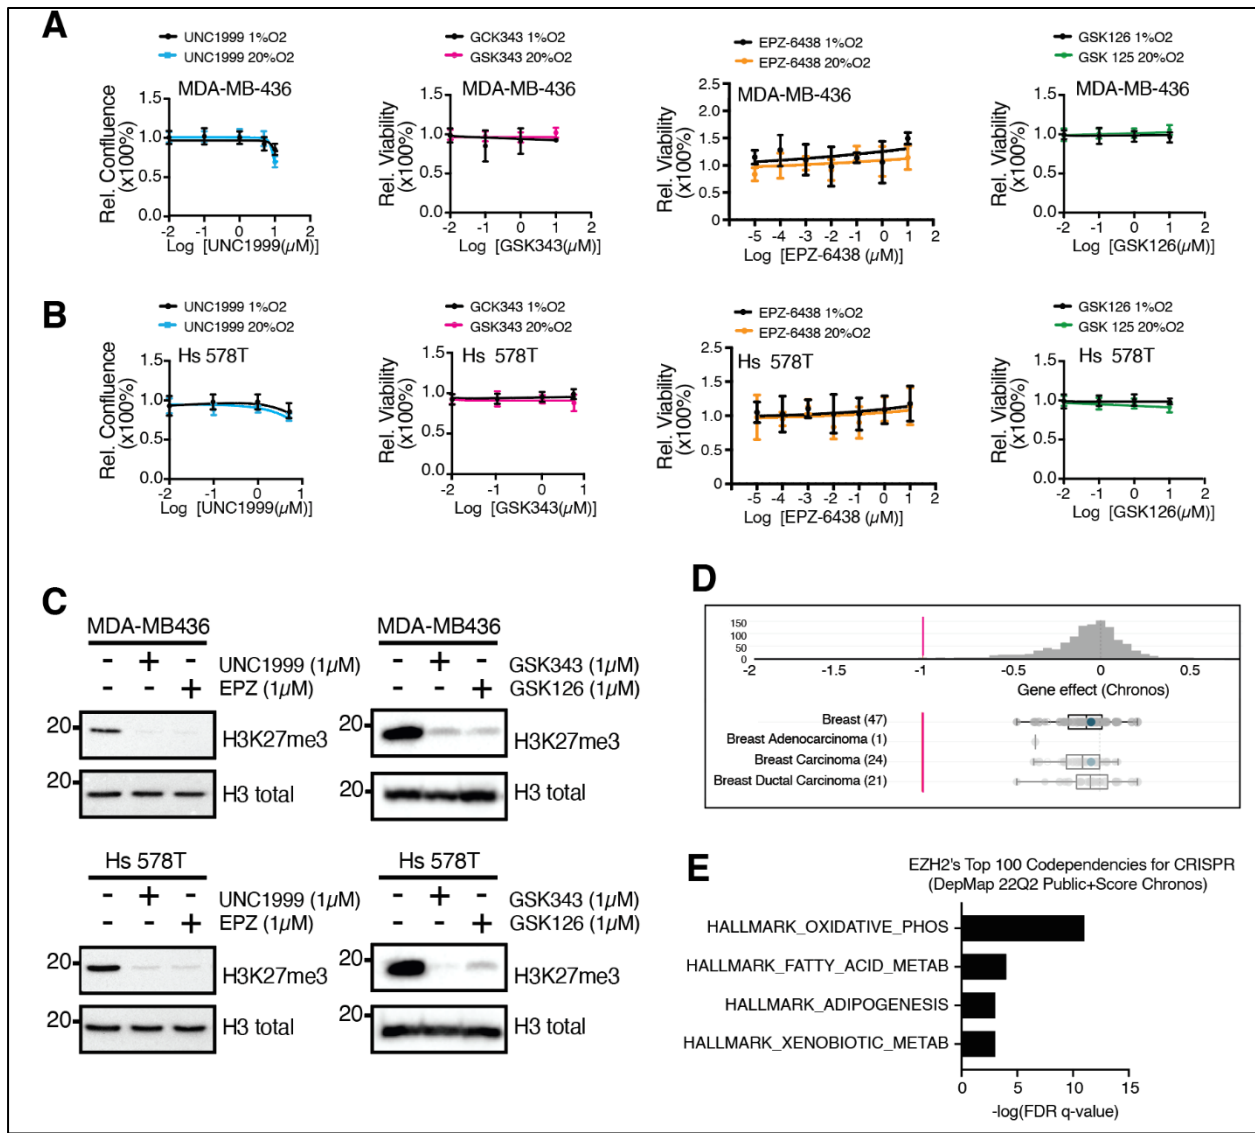 A
UNC1999 1%O2
UNC1999 20%O2
MDA-MB-436
Rel. Confluence
(x100%)
1.5
1.0
0.5
0.0
-2 -1 0 1 2
Log [UNC1999(µM)]
GCK343 1%O2
GSK343 20%O2
MDA-MB-436
Rel. Viability
(x100%)
1.5
1.0
0.5
0.0
-2 -1 0 1 2
Log [GSK343(µM)]
EPZ-6438 1%O2
EPZ-6438 20%O2
MDA-MB-436
Rel. Viability
(x100%)
2.5
2.0
1.5
1.0
0.5
0
-5 -4 -3 -2 -1 0 1 2
Log [EPZ-6438 (µM)]
GSK126 1%O2
GSK 125 20%O2
MDA-MB-436
Rel. Viability
(x100%)
1.5
1.0
0.5
0.0
-2 -1 0 1 2
Log [GSK126(µM)]
B
UNC1999 1%O2
UNC1999 20%O2
Hs 578T
Rel. Confluence
(x100%)
1.5
1.0
0.5
0.0
-2 -1 0 1
Log [UNC1999(µM)]
GCK343 1%O2
GSK343 20%O2
Hs 578T
Rel. Viability
(x100%)
1.5
1.0
0.5
0.0
-2 -1 0 1
Log [GSK343(µM)]
EPZ-6438 1%O2
EPZ-6438 20%O2
Hs 578T
Rel. Viability
(x100%)
2.5
1.5
1.0
0.5
0
-5 -4 -3 -2 -1 0 1 2
Log [EPZ-6438 (µM)]
GSK126 1%O2
GSK 125 20%O2
Hs 578T
Rel. Viability
(x100%)
1.5
1.0
0.5
0.0
-2 -1 0 1 2
Log [GSK126(µM)]
C
MDA-MB436
- + - UNC1999 (1µM)
- - + EPZ (1µM)
20 H3K27me3
20 H3 total
MDA-MB436
- + - GSK343 (1µM)
- - + GSK126 (1µM)
20 H3K27me3
20 H3 total
Hs 578T
- + - UNC1999 (1µM)
- - + EPZ (1µM)
20 H3K27me3
20 H3 total
Hs 578T
- + - GSK343 (1µM)
- - + GSK126 (1µM)
20 H3K27me3
20 H3 total
D
150
100
50
0
-2 -1.5 -1 -0.5 0 0.5
Gene effect (Chronos)
Breast (47)
Breast Adenocarcinoma (1)
Breast Carcinoma (24)
Breast Ductal Carcinoma (21)
E
EZH2's Top 100 Codependencies for CRISPR
(DepMap 22Q2 Public+Score Chronos)
HALLMARK_OXIDATIVE_PHOS
HALLMARK_FATTY_ACID_METAB
HALLMARK_ADIPOGENESIS
HALLMARK_XENOBIOTIC_METAB
0 5 10 15
-log(FDR q-value)